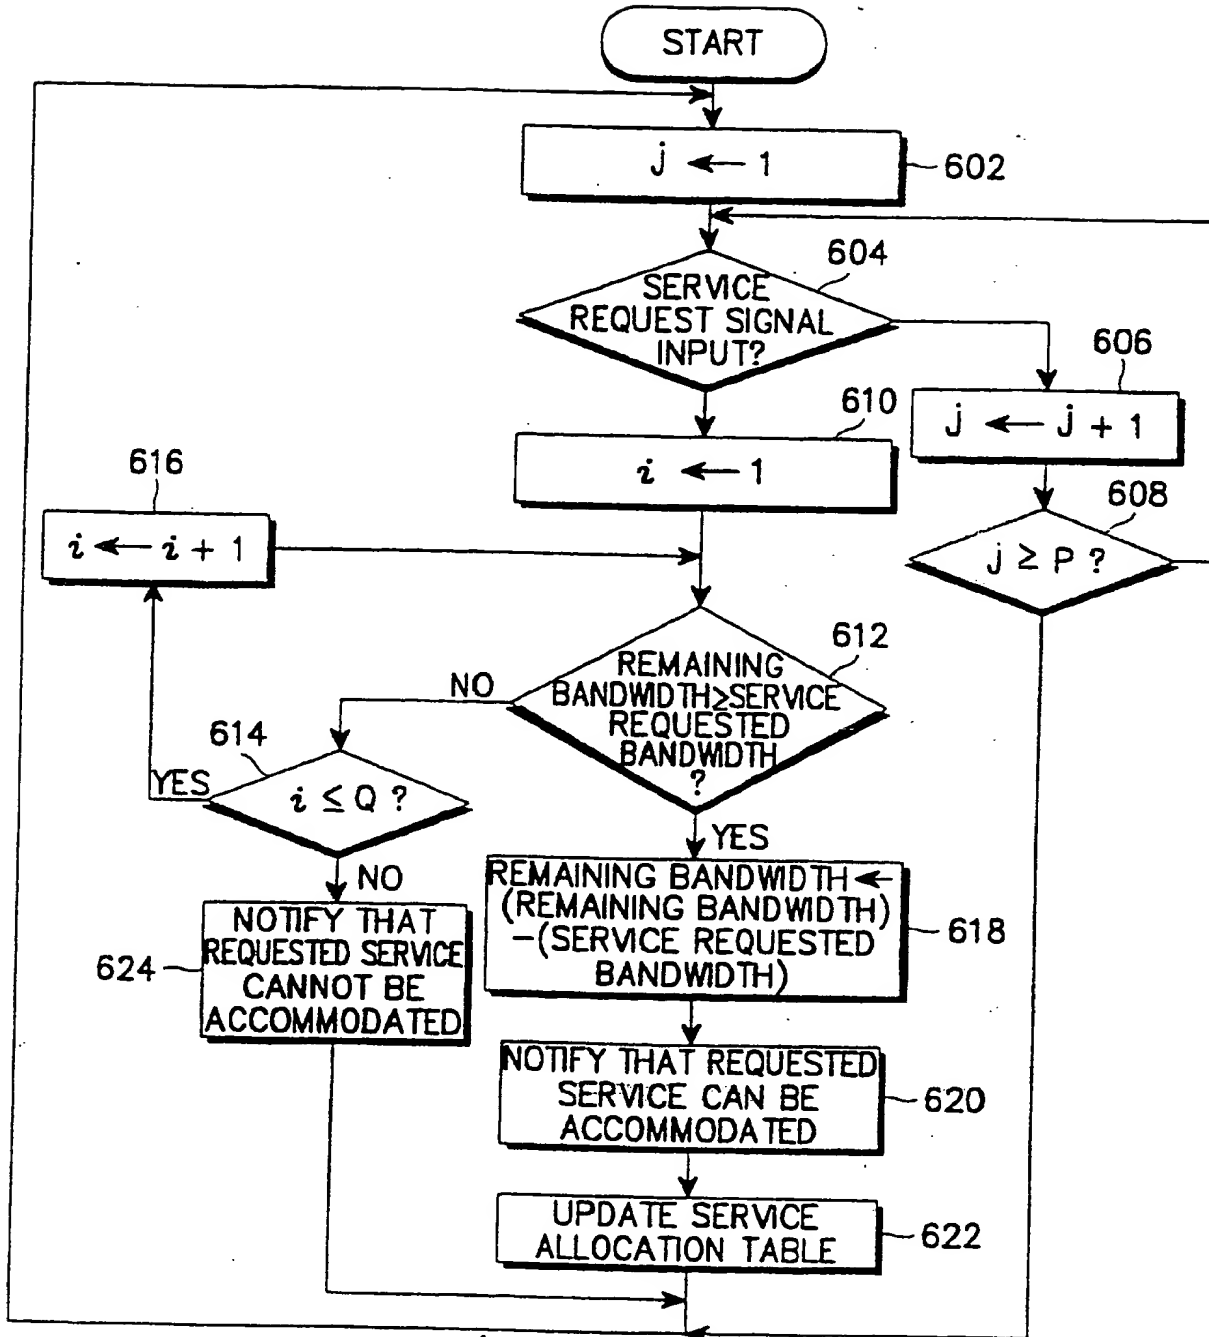 START
j ← 1
602
604
SERVICE
REQUEST SIGNAL
INPUT?
606
j ← j + 1
610
i ← 1
616
i ← i + 1
608
j ≥ P ?
612
REMAINING
BANDWIDTH≥SERVICE
REQUESTED
BANDWIDTH
?
NO
614
YES
i ≤ Q ?
YES
NO
REMAINING BANDWIDTH ←
(REMAINING BANDWIDTH)
–(SERVICE REQUESTED
BANDWIDTH)
618
NOTIFY THAT
REQUESTED SERVICE
CANNOT BE
ACCOMMODATED
624
NOTIFY THAT REQUESTED
SERVICE CAN BE
ACCOMMODATED
620
UPDATE SERVICE
ALLOCATION TABLE
622